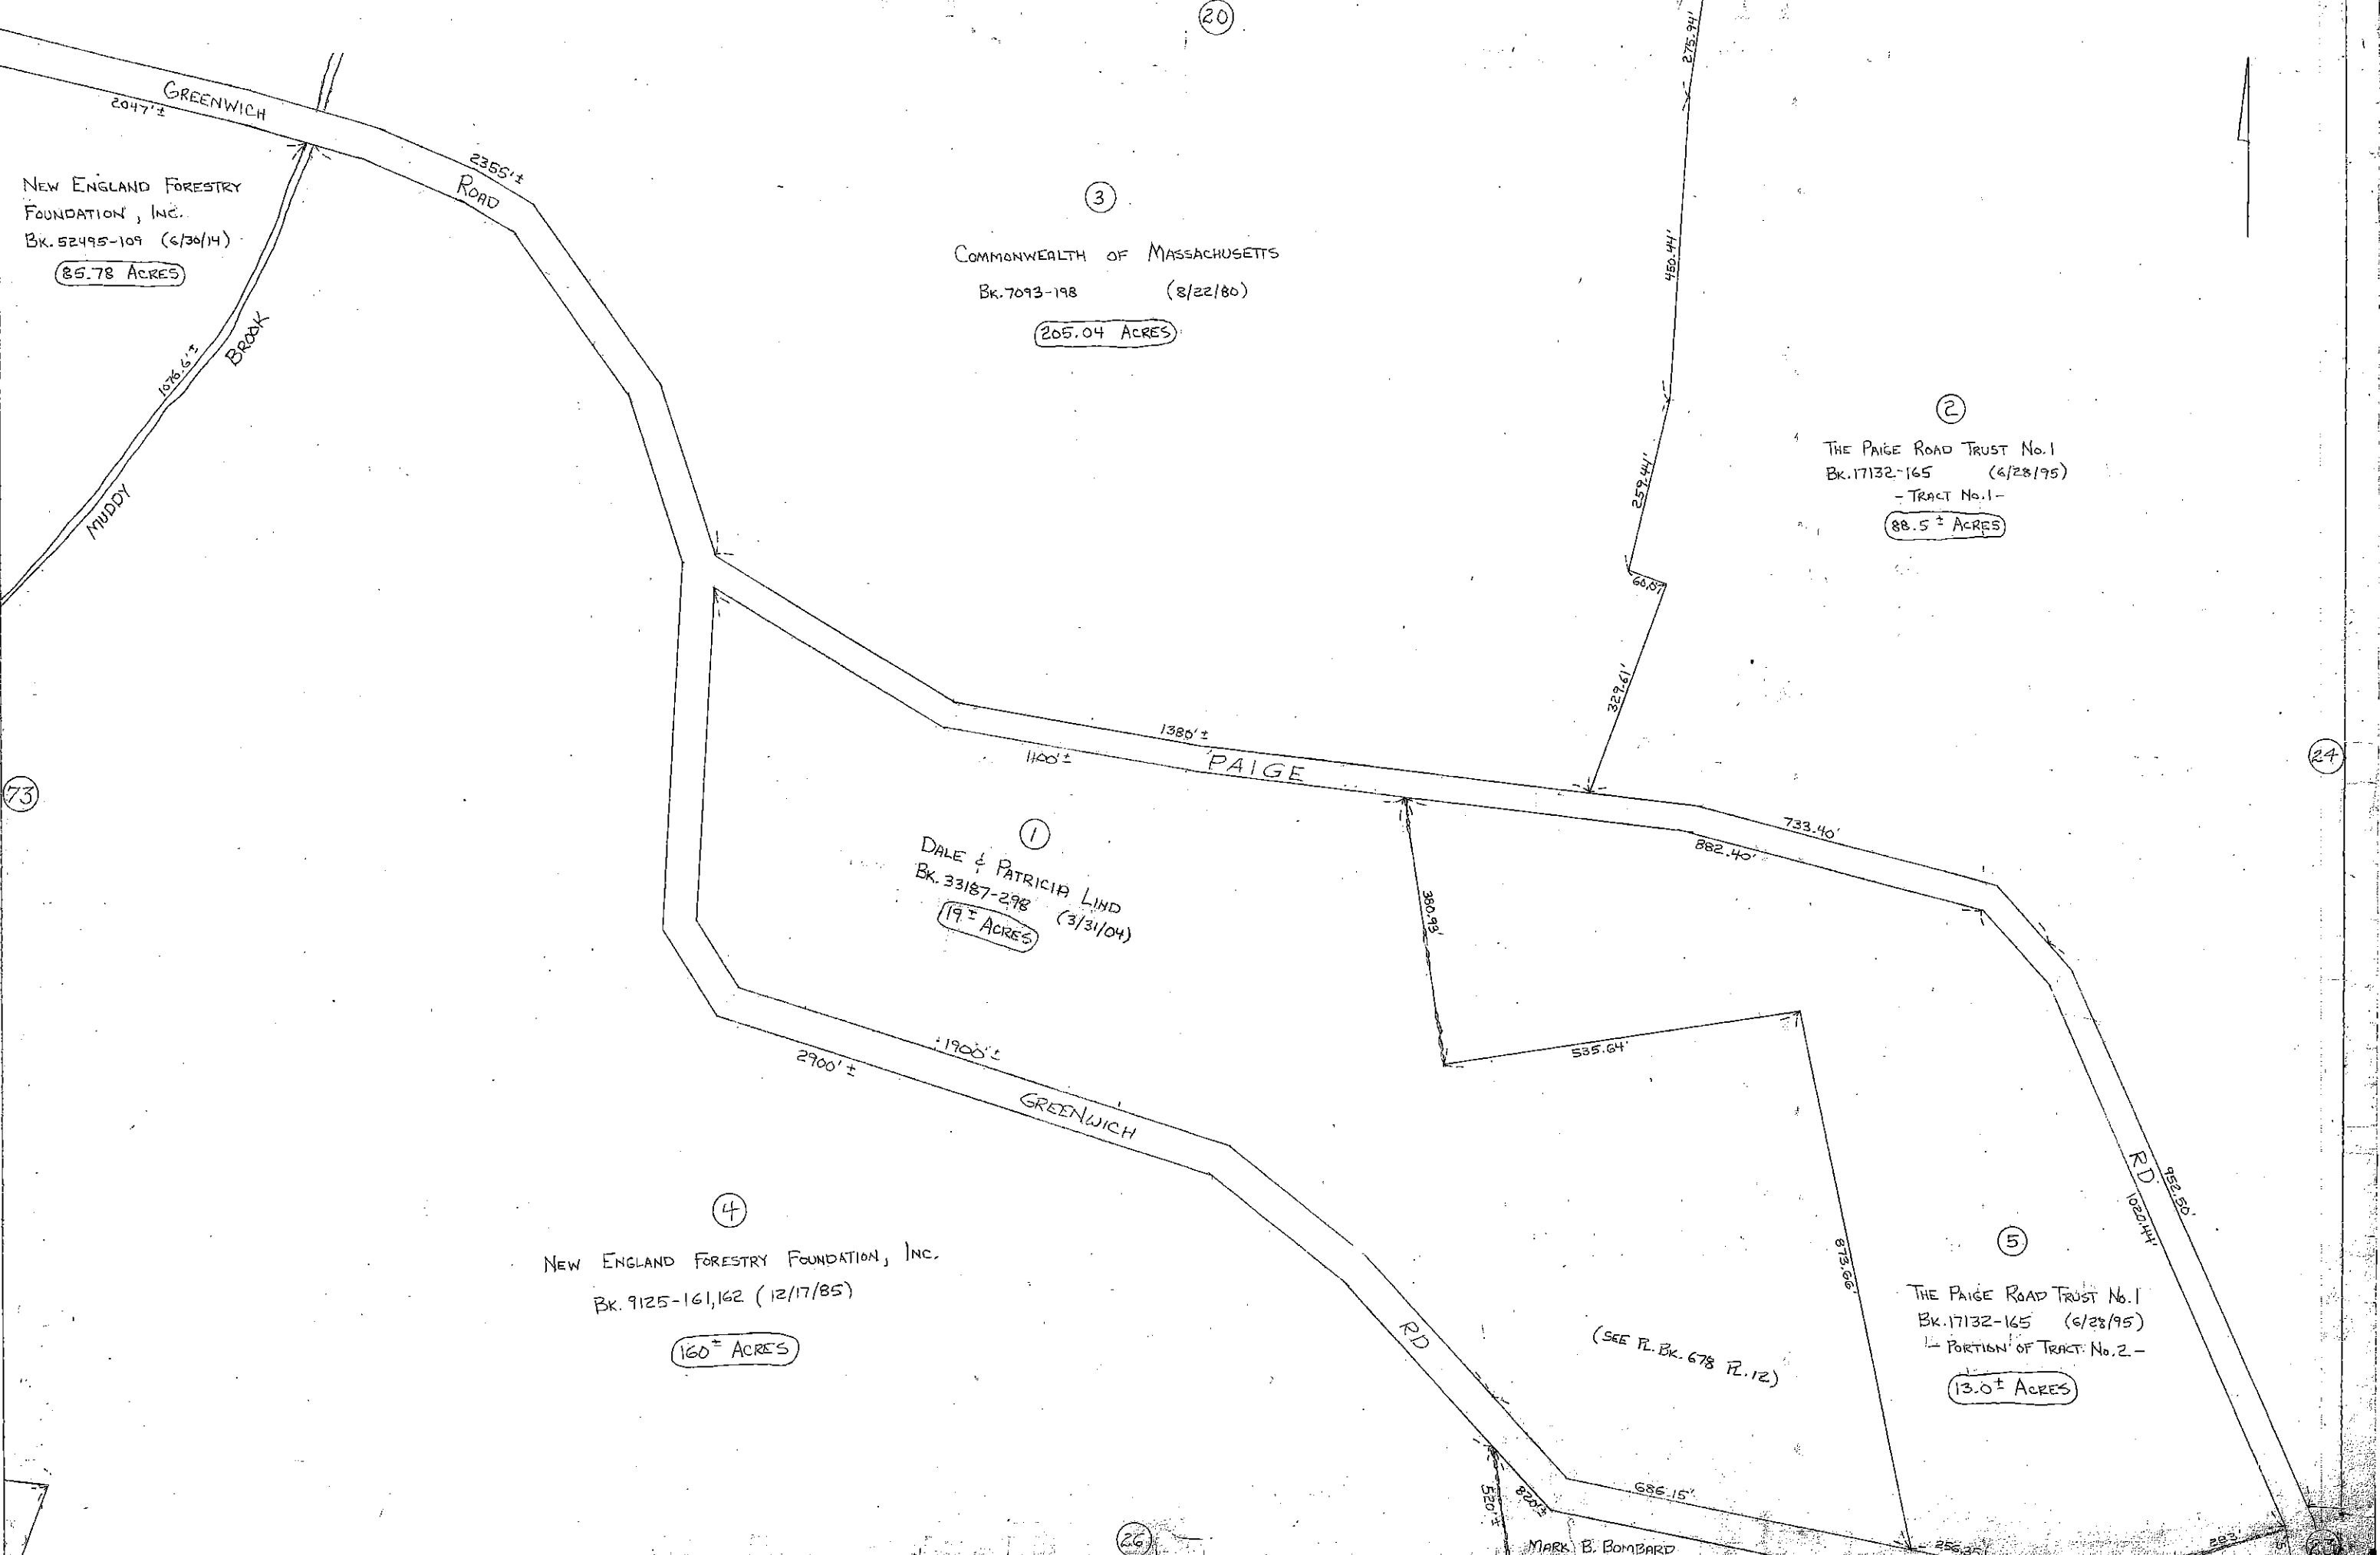 20
275.94'
GREENWICH
2047'±
2355'±
ROAD
NEW ENGLAND FORESTRY
FOUNDATION, INC.
BK. 52495-109 (6/30/14)
85.78 ACRES
1076.6'±
MUDDY BROOK
3
COMMONWEALTH OF MASSACHUSETTS
BK. 7093-198 (8/22/80)
205.04 ACRES
450.44'
259.44'
60.07'
329.61'
2
THE PAIGE ROAD TRUST No. 1
BK. 17132-165 (6/28/95)
- TRACT No. 1 -
88.5± ACRES
73
24
1380'±
1100'±
PAIGE
733.40'
882.40'
1
DALE & PATRICIA LIND
BK. 33187-298 (3/31/04)
19± ACRES
380.93'
535.64'
1900'±
2900'±
GREENWICH
RD
952.50'
1020.44'
873.66'
4
NEW ENGLAND FORESTRY FOUNDATION, INC.
BK. 9125-161,162 (12/17/85)
160± ACRES
RD
(SEE PL. BK. 678 PL. 12)
5
THE PAIGE ROAD TRUST No. 1
BK. 17132-165 (6/28/95)
- PORTION OF TRACT No. 2 -
13.0± ACRES
520'±
820'±
686.15'
26
MARK B. BOMBARD